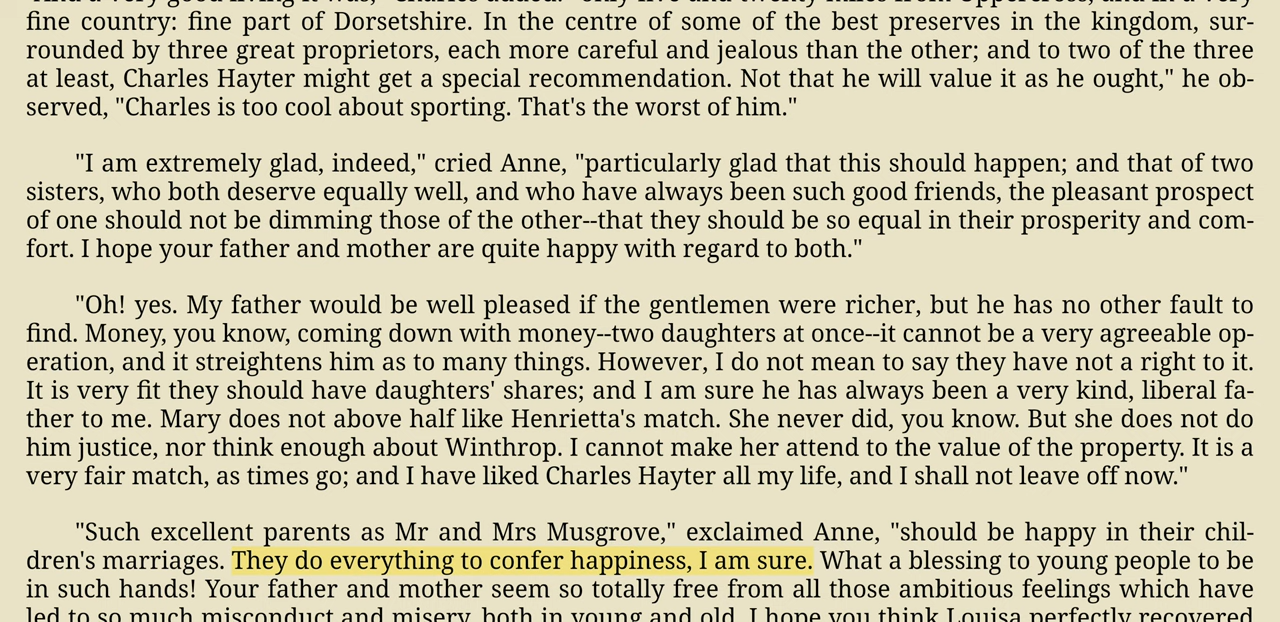 "And a very good living it was," Charles added. "only five-and-twenty miles from Uppercross, and in a very
fine country: fine part of Dorsetshire. In the centre of some of the best preserves in the kingdom, sur-
rounded by three great proprietors, each more careful and jealous than the other; and to two of the three
at least, Charles Hayter might get a special recommendation. Not that he will value it as he ought," he ob-
served, "Charles is too cool about sporting. That's the worst of him."
"I am extremely glad, indeed," cried Anne, "particularly glad that this should happen; and that of two
sisters, who both deserve equally well, and who have always been such good friends, the pleasant prospect
of one should not be dimming those of the other--that they should be so equal in their prosperity and com-
fort. I hope your father and mother are quite happy with regard to both."
"Oh! yes. My father would be well pleased if the gentlemen were richer, but he has no other fault to
find. Money, you know, coming down with money--two daughters at once--it cannot be a very agreeable op-
eration, and it streightens him as to many things. However, I do not mean to say they have not a right to it.
It is very fit they should have daughters' shares; and I am sure he has always been a very kind, liberal fa-
ther to me. Mary does not above half like Henrietta's match. She never did, you know. But she does not do
him justice, nor think enough about Winthrop. I cannot make her attend to the value of the property. It is a
very fair match, as times go; and I have liked Charles Hayter all my life, and I shall not leave off now."
"Such excellent parents as Mr and Mrs Musgrove," exclaimed Anne, "should be happy in their chil-
dren's marriages. They do everything to confer happiness, I am sure. What a blessing to young people to be
in such hands! Your father and mother seem so totally free from all those ambitious feelings which have
led to so much misconduct and misery, both in young and old. I hope you think Louisa perfectly recovered